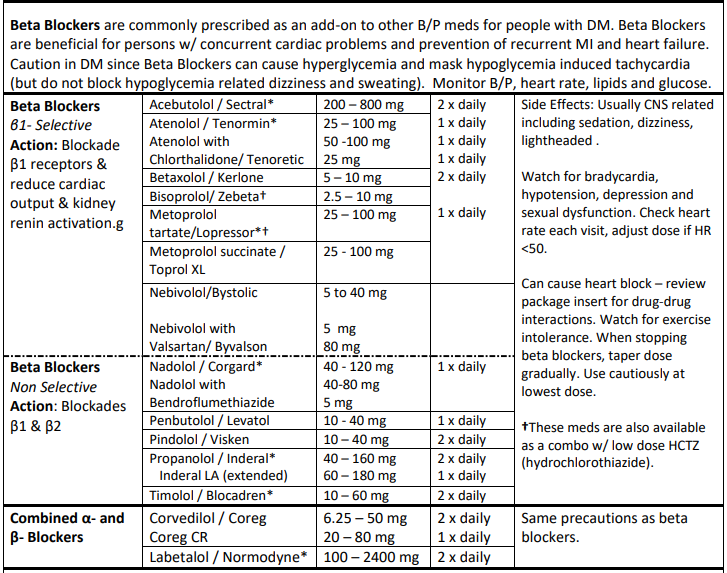 Beta Blockers are commonly prescribed as an add-on to other B/P meds for people with DM. Beta Blockers
are beneficial for persons w/ concurrent cardiac problems and prevention of recurrent MI and heart failure.
Caution in DM since Beta Blockers can cause hyperglycemia and mask hypoglycemia induced tachycardia
(but do not block hypoglycemia related dizziness and sweating).  Monitor B/P, heart rate, lipids and glucose.
Beta Blockers
β1- Selective
Action: Blockade
β1 receptors &
reduce cardiac
output & kidney
renin activation.g
Acebutolol / Sectral* 200 – 800 mg 2 x daily
Atenolol / Tenormin* 25 – 100 mg 1 x daily
Atenolol with 50 -100 mg 1 x daily
Chlorthalidone/ Tenoretic 25 mg 1 x daily
Betaxolol / Kerlone 5 – 10 mg 2 x daily
Bisoprolol/ Zebeta† 2.5 – 10 mg
Metoprolol 25 – 100 mg 1 x daily
tartate/Lopressor*†
Metoprolol succinate / 25 - 100 mg
Toprol XL
Nebivolol/Bystolic 5 to 40 mg
Nebivolol with 5  mg
Valsartan/ Byvalson 80 mg
Side Effects: Usually CNS related
including sedation, dizziness,
lightheaded .
Watch for bradycardia,
hypotension, depression and
sexual dysfunction. Check heart
rate each visit, adjust dose if HR
<50.
Can cause heart block – review
package insert for drug-drug
interactions. Watch for exercise
intolerance. When stopping
beta blockers, taper dose
gradually. Use cautiously at
lowest dose.
†These meds are also available
as a combo w/ low dose HCTZ
(hydrochlorothiazide).
Beta Blockers
Non Selective
Action: Blockades
β1 & β2
Nadolol / Corgard* 40 - 120 mg 1 x daily
Nadolol with 40-80 mg
Bendroflumethiazide 5 mg
Penbutolol / Levatol 10 - 40 mg 1 x daily
Pindolol / Visken 10 – 40 mg 2 x daily
Propanolol / Inderal* 40 – 160 mg 2 x daily
Inderal LA (extended) 60 – 180 mg 1 x daily
Timolol / Blocadren* 10 – 60 mg 2 x daily
Combined α- and
β- Blockers
Corvedilol / Coreg 6.25 – 50 mg 2 x daily
Coreg CR 20 – 80 mg 1 x daily
Labetalol / Normodyne* 100 – 2400 mg 2 x daily
Same precautions as beta
blockers.